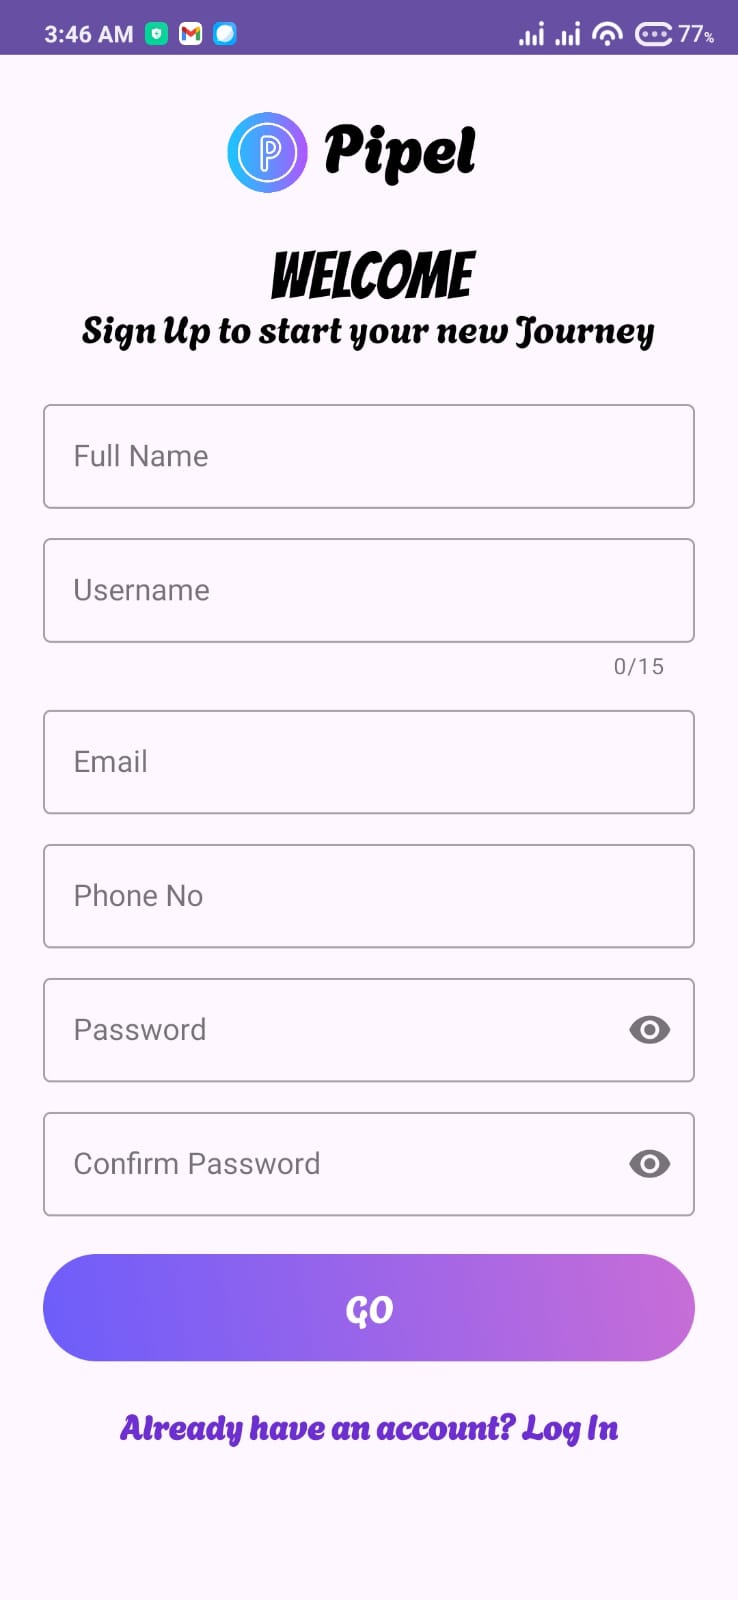 3:46 AM 77%
P Pipel
WELCOME
Sign Up to start your new Journey
Full Name
Username
0/15
Email
Phone No
Password
Confirm Password
GO
Already have an account? Log In